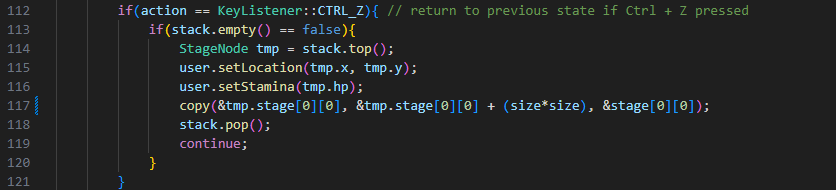 112 if(action == KeyListener::CTRL_Z){ // return to previous state if Ctrl + Z pressed
113 if(stack.empty() == false){
114 StageNode tmp = stack.top();
115 user.setLocation(tmp.x, tmp.y);
116 user.setStamina(tmp.hp);
117 copy(&tmp.stage[0][0], &tmp.stage[0][0] + (size*size), &stage[0][0]);
118 stack.pop();
119 continue;
120 }
121 }